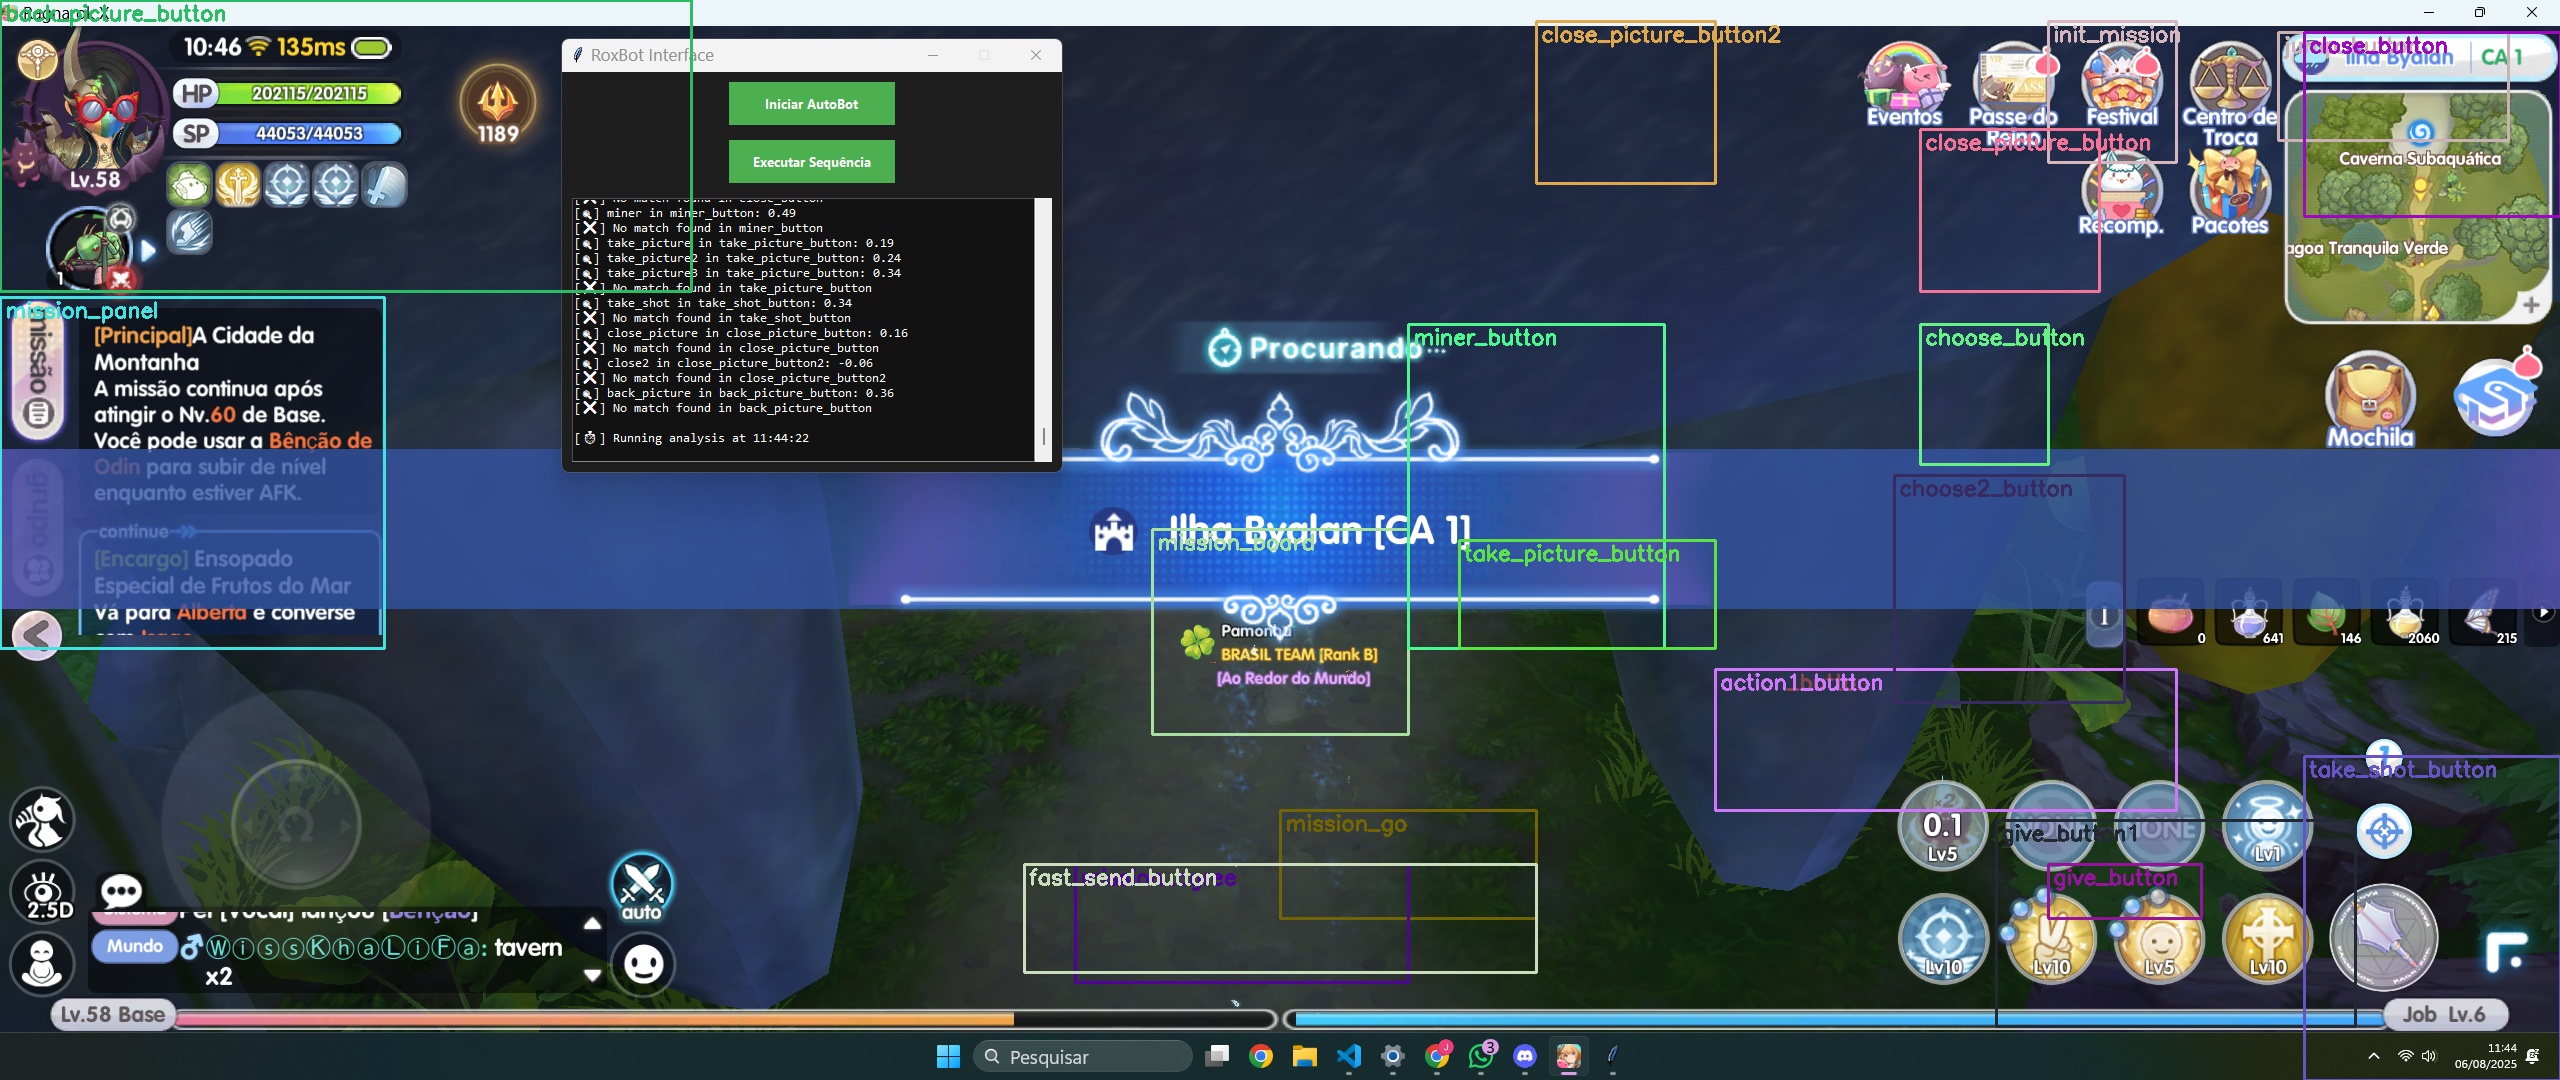 back_picture_button
Ragnarok X
10:46 135ms
HP 202115/202115
SP 44053/44053
1189
Lv.58
1
RoxBot Interface
Iniciar AutoBot
Executar Sequência
[ ] No match found in close_button
[ ] miner in miner_button: 0.49
[ ] No match found in miner_button
[ ] take_picture in take_picture_button: 0.19
[ ] take_picture2 in take_picture_button: 0.24
[ ] take_picture3 in take_picture_button: 0.34
[ ] No match found in take_picture_button
[ ] take_shot in take_shot_button: 0.34
[ ] No match found in take_shot_button
[ ] close_picture in close_picture_button: 0.16
[ ] No match found in close_picture_button
[ ] close2 in close_picture_button2: -0.06
[ ] No match found in close_picture_button2
[ ] back_picture in back_picture_button: 0.36
[ ] No match found in back_picture_button
[ ] Running analysis at 11:44:22
close_picture_button2
init_mission
close_button
Ilha Byalan CA 1
Eventos
Passe do Reino
Festival
Centro de Troca
close_picture_button
Recomp.
Pacotes
Caverna Subaquática
agoa Tranquila Verde
mission_panel
missão
grupo
[Principal]A Cidade da
Montanha
A missão continua após
atingir o Nv.60 de Base.
Você pode usar a Bênção de
Odin para subir de nível
enquanto estiver AFK.
continue
[Encargo] Ensopado
Especial de Frutos do Mar
Vá para Alberta e converse
Procurando...
miner_button
choose_button
Mochila
choose2_button
Ilha Byalan [CA 1]
mission_board
take_picture_button
Pamonha
BRASIL TEAM [Rank B]
[Ao Redor do Mundo]
0
641
146
2060
215
action1_button
take_shot_button
mission_go
fast_send_button
0.1
Lv5
NONE
Lv1
give_button1
give_button
Lv10
Lv10
Lv5
Lv10
2.5D
auto
Mundo ⓌⓘⓢⓢⓀⓗⓐⓁⓘⒻⓐ: tavern
x2
Lv.58 Base
Job Lv.6
Pesquisar
3
11:44
06/08/2025